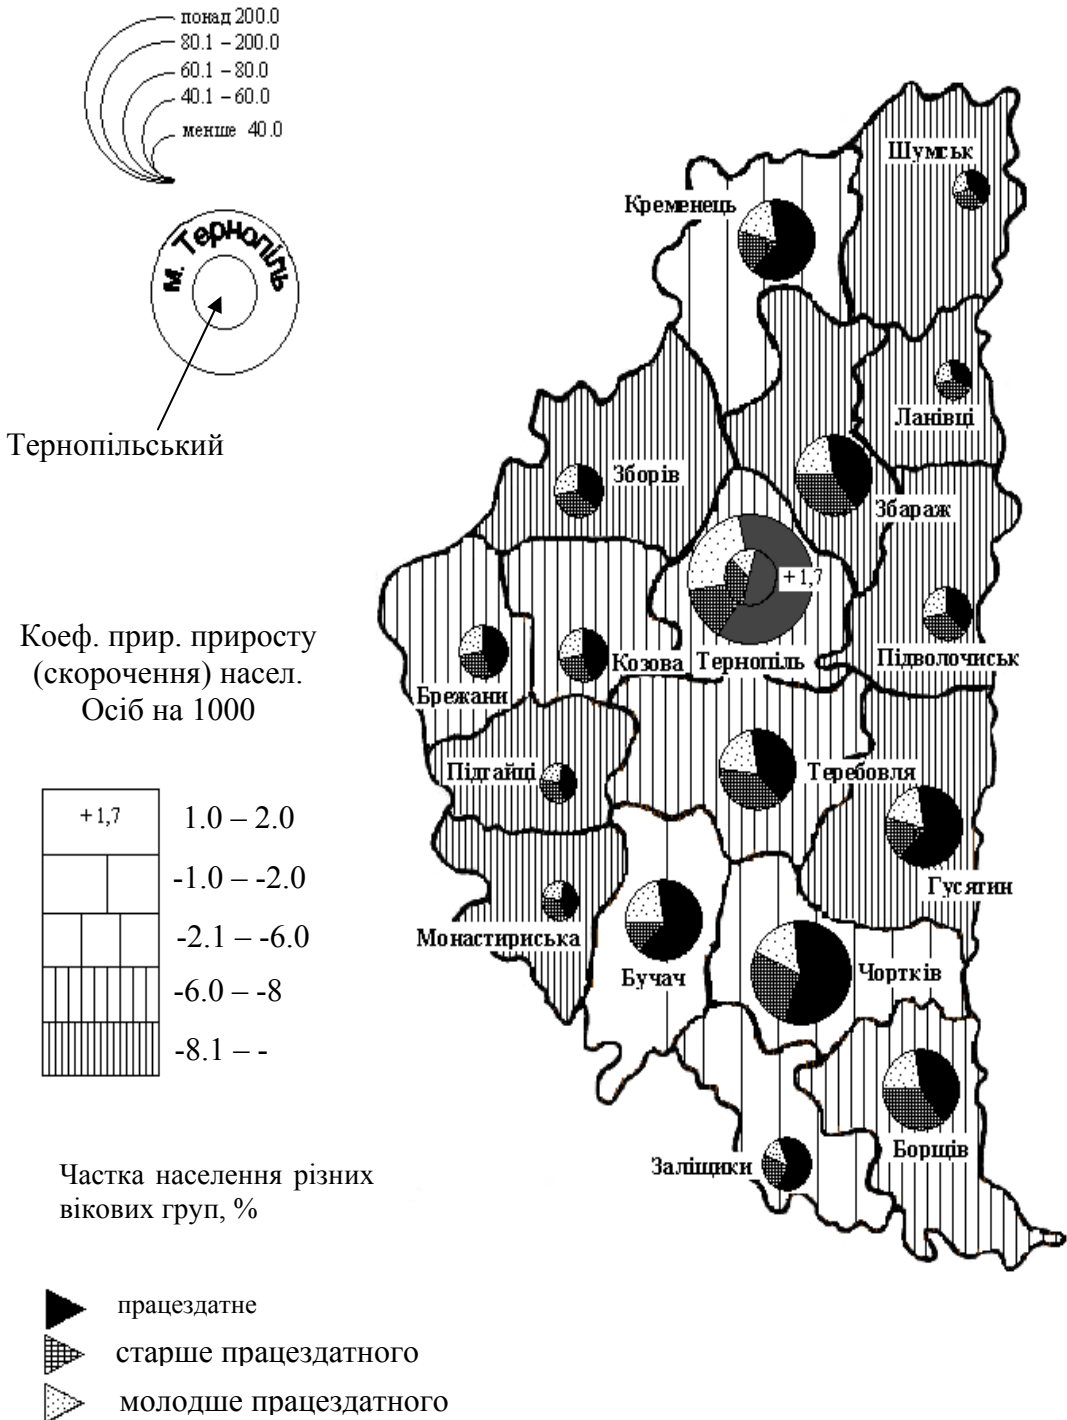 понад 200.0
80.1 – 200.0
60.1 – 80.0
40.1 – 60.0
менше 40.0
м. Тернопіль
Тернопільський
Шумськ
Кременець
Ланівці
Зборів
Збараж
+1,7
Козова
Тернопіль
Підволочиськ
Брежани
Підгайці
Теребовля
Гусятин
Монастириська
Бучач
Чортків
Заліщики
Борщів
Коеф. прир. приросту
(скорочення) насел.
Осіб на 1000
+1,7 1.0 – 2.0
-1.0 – -2.0
-2.1 – -6.0
-6.0 – -8
-8.1 – -
Частка населення різних
вікових груп, %
працездатне
старше працездатного
молодше працездатного